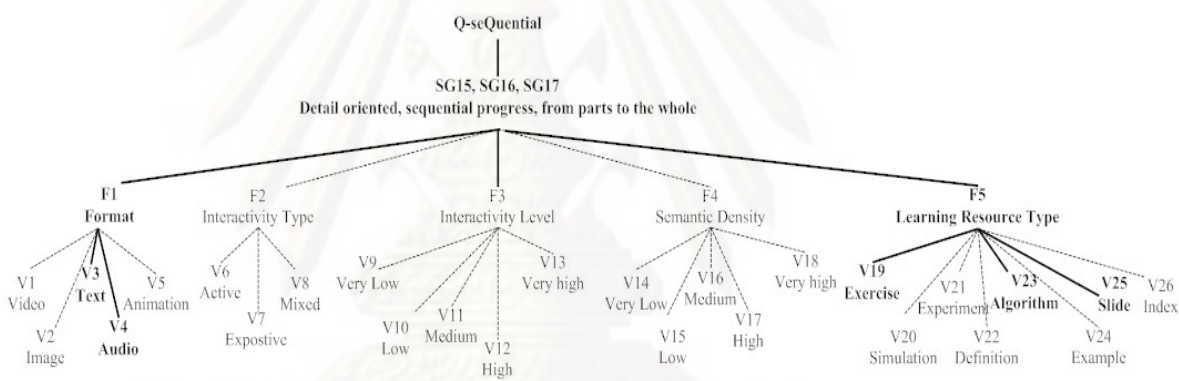 Q-seQuential
SG15, SG16, SG17
Detail oriented, sequential progress, from parts to the whole
F1
Format
F2
Interactivity Type
F3
Interactivity Level
F4
Semantic Density
F5
Learning Resource Type
V1
Video
V2
Image
V3
Text
V4
Audio
V5
Animation
V6
Active
V7
Expostive
V8
Mixed
V9
Very Low
V10
Low
V11
Medium
V12
High
V13
Very high
V14
Very Low
V15
Low
V16
Medium
V17
High
V18
Very high
V19
Exercise
V20
Simulation
V21
Experiment
V22
Definition
V23
Algorithm
V24
Example
V25
Slide
V26
Index